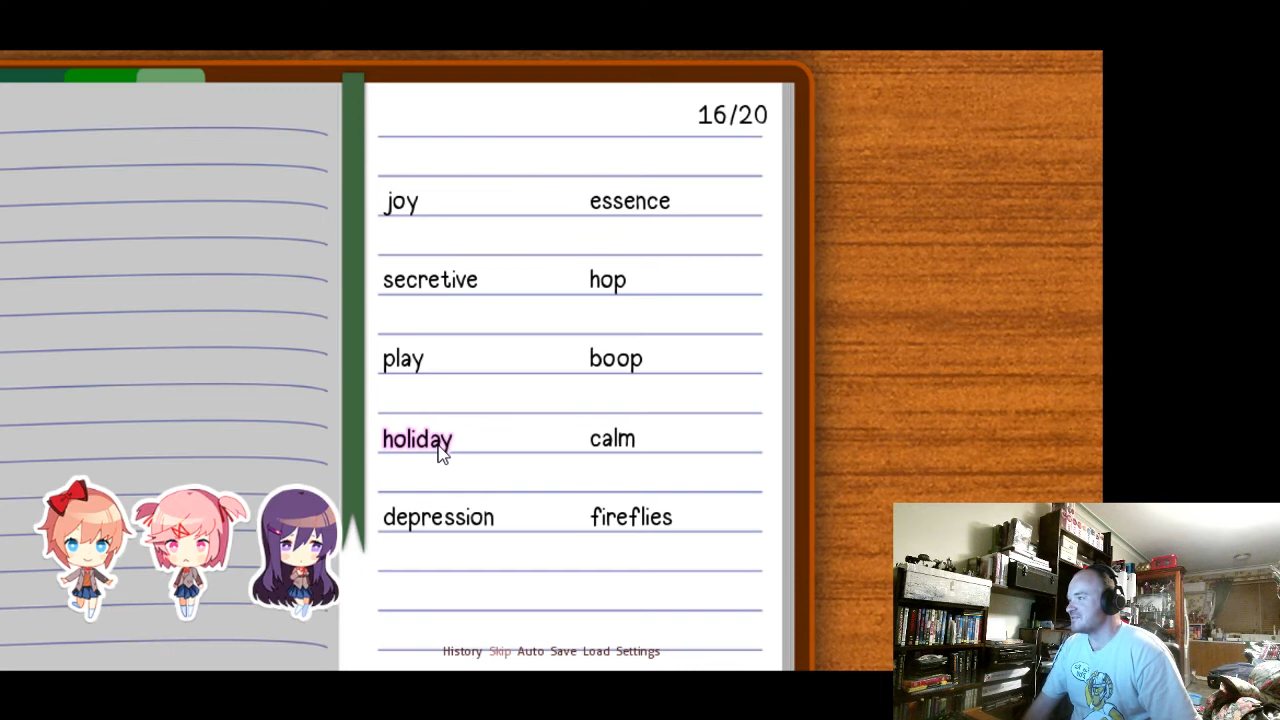 16/20
joy essence
secretive hop
play boop
holiday calm
depression fireflies
History Skip Auto Save Load Settings